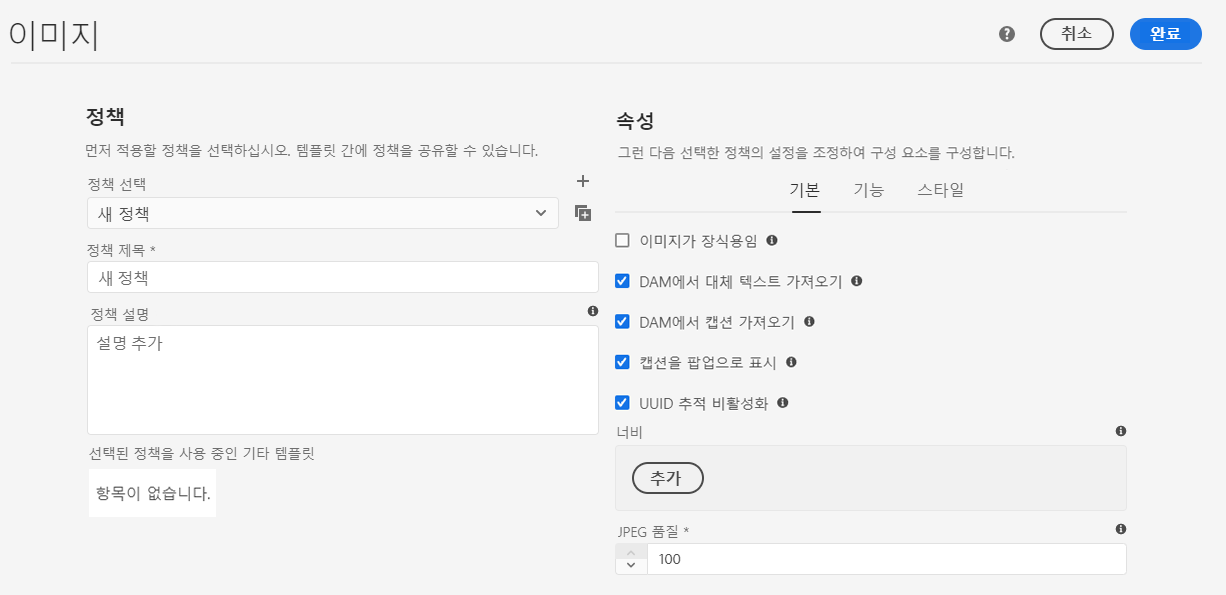 이미지
취소
완료
정책
먼저 적용할 정책을 선택하십시오. 템플릿 간에 정책을 공유할 수 있습니다.
정책 선택
새 정책
정책 제목 *
새 정책
정책 설명
설명 추가
선택된 정책을 사용 중인 기타 템플릿
항목이 없습니다.
속성
그런 다음 선택한 정책의 설정을 조정하여 구성 요소를 구성합니다.
기본 기능 스타일
이미지가 장식용임
DAM에서 대체 텍스트 가져오기
DAM에서 캡션 가져오기
캡션을 팝업으로 표시
UUID 추적 비활성화
너비
추가
JPEG 품질 *
100